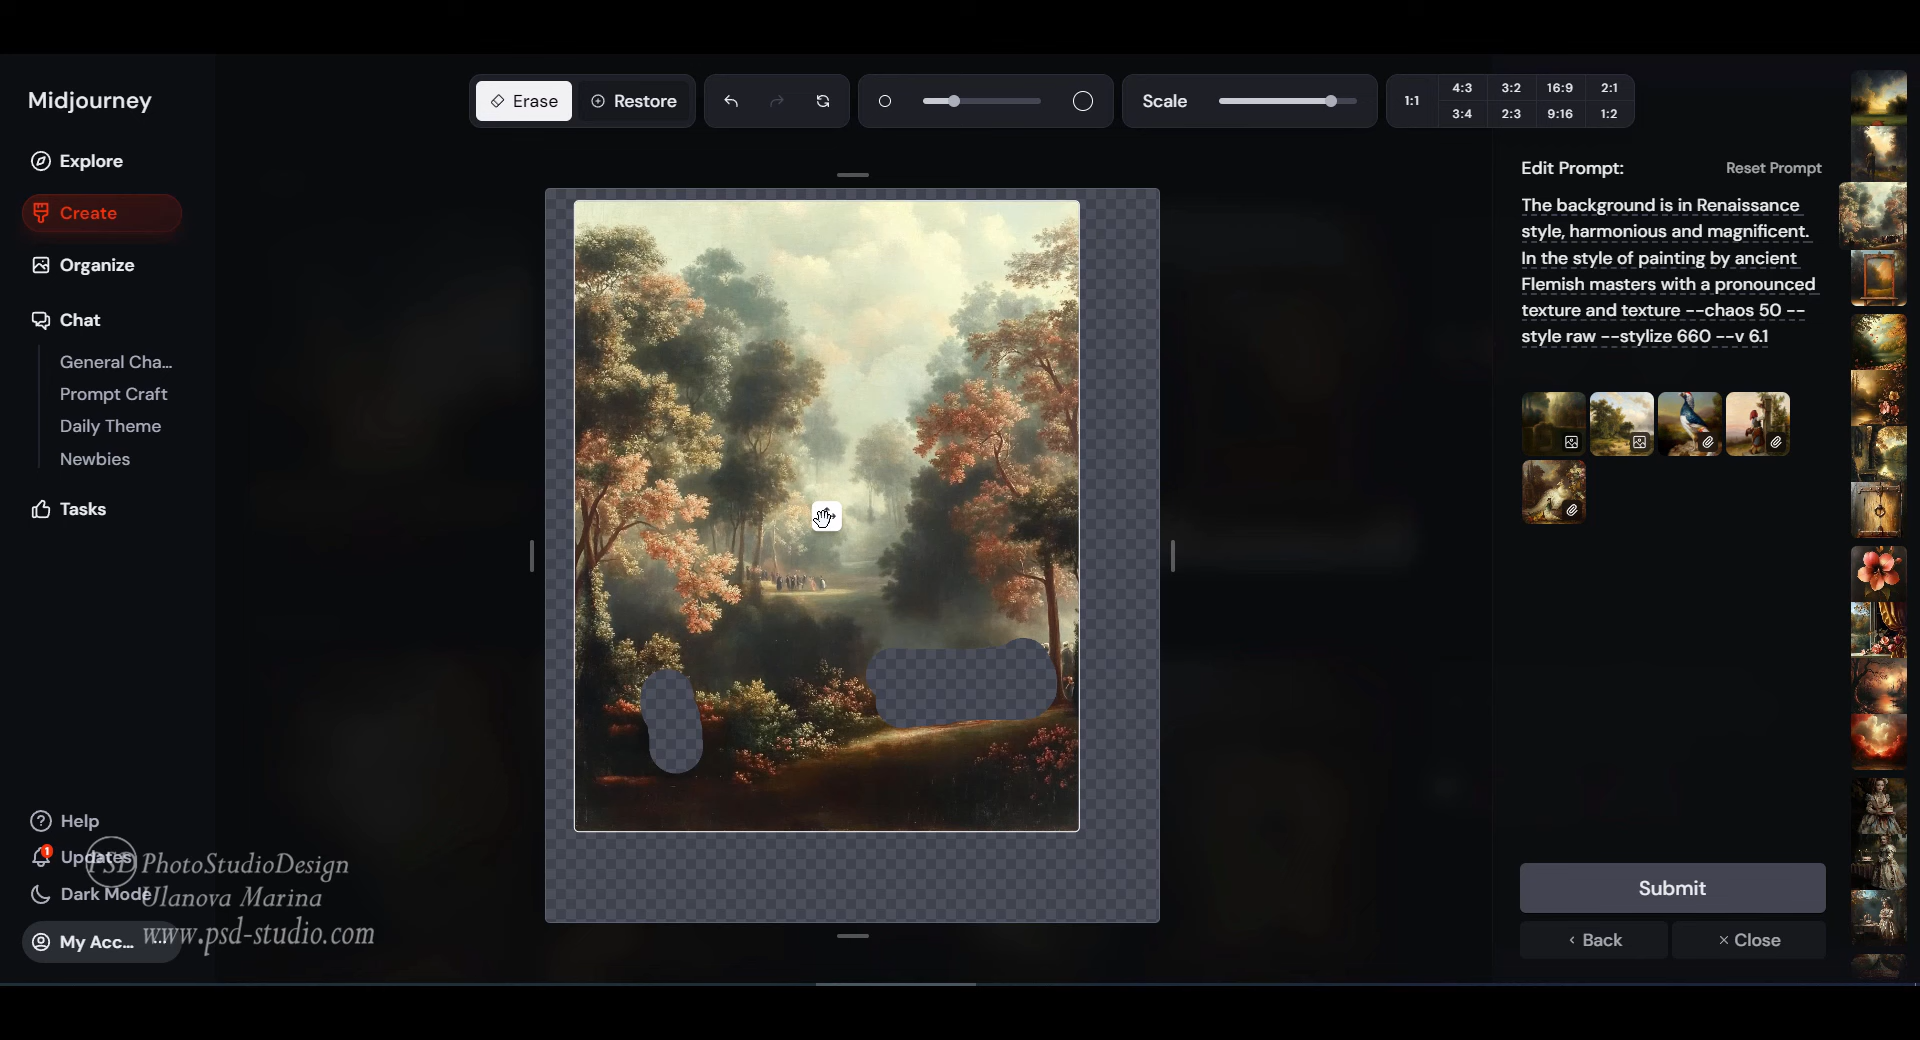 Midjourney
Explore
Create
Organize
Chat
General Cha...
Prompt Craft
Daily Theme
Newbies
Tasks
Help
1
Updates
Dark Mode
My Acc... ...
PSD PhotoStudioDesign
Ulanova Marina
www.psd-studio.com
Erase Restore
Scale
1:1
4:3 3:2 16:9 2:1
3:4 2:3 9:16 1:2
Edit Prompt: Reset Prompt
The background is in Renaissance
style, harmonious and magnificent.
In the style of painting by ancient
Flemish masters with a pronounced
texture and texture --chaos 50 --
style raw --stylize 660 --v 6.1
Submit
Back Close